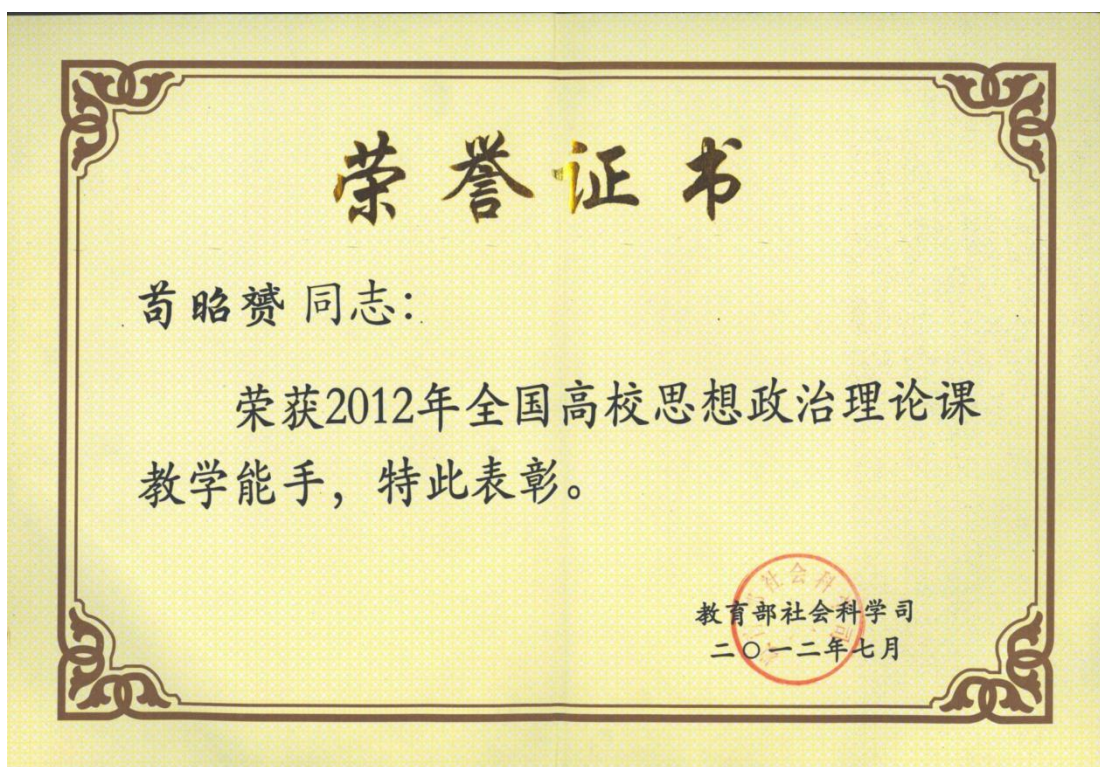 荣誉证书
苟昭赟 同志：
荣获2012年全国高校思想政治理论课
教学能手，特此表彰。
教育部社会科学司
二〇一二年七月